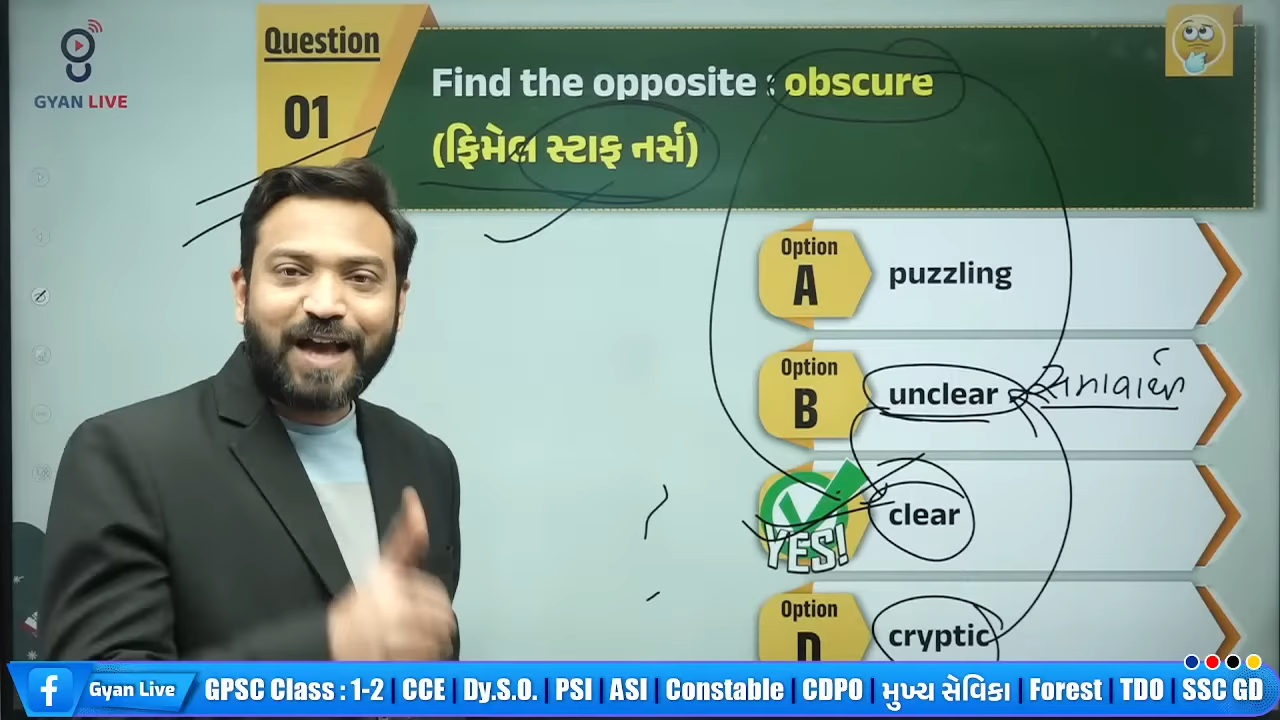 GYAN LIVE
Question
01
Find the opposite : obscure
(ફિમેલ સ્ટાફ નર્સ)
Option
A
puzzling
Option
B
unclear
YES!
clear
Option
D
cryptic
Gyan Live
GPSC Class : 1-2 | CCE | Dy.S.O. | PSI | ASI | Constable | CDPO | મુખ્ય સેવિકા | Forest | TDO | SSC GD